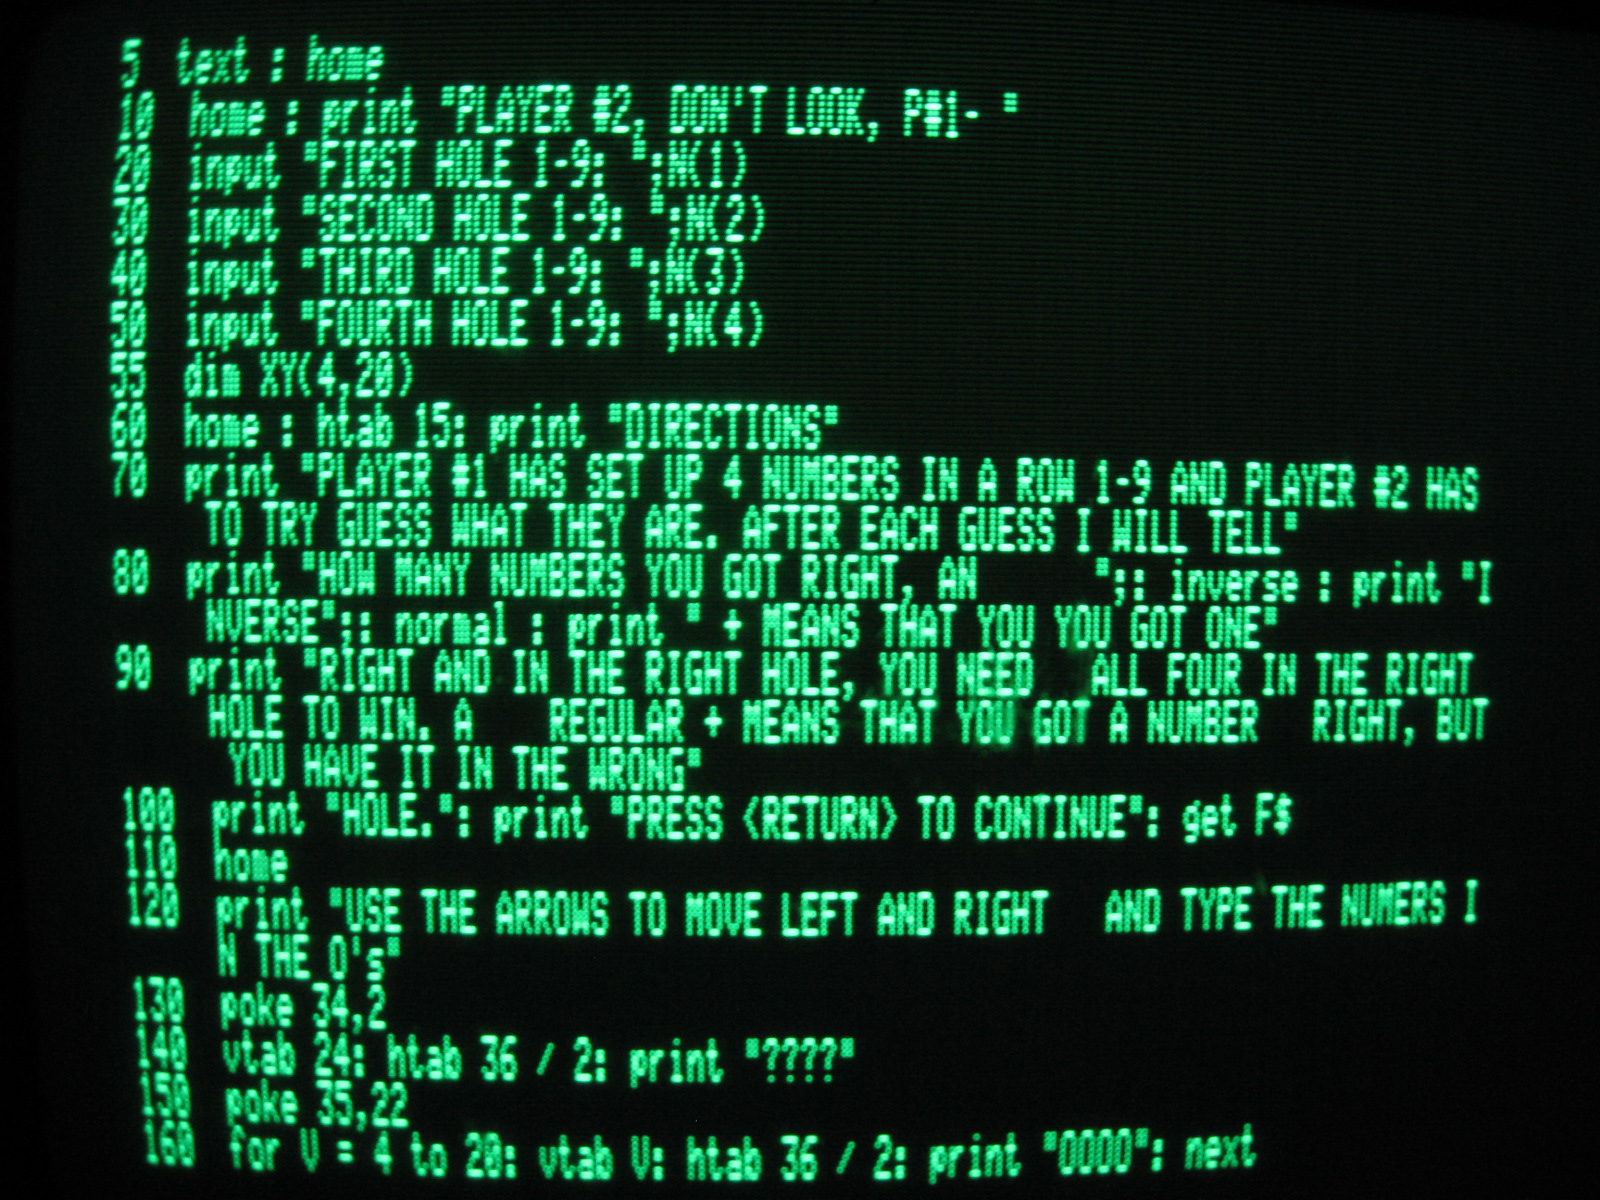 5  text : home
10  home : print "PLAYER #2, DON'T LOOK, P#1- "
20  input "FIRST HOLE 1-9: ";N(1)
30  input "SECOND HOLE 1-9: ";N(2)
40  input "THIRD HOLE 1-9: ";N(3)
50  input "FOURTH HOLE 1-9: ";N(4)
55  dim XY(4,20)
60  home : htab 15: print "DIRECTIONS"
70  print "PLAYER #1 HAS SET UP 4 NUMBERS IN A ROW 1-9 AND PLAYER #2 HAS
TO TRY GUESS WHAT THEY ARE. AFTER EACH GUESS I WILL TELL"
80  print "HOW MANY NUMBERS YOU GOT RIGHT, AN      ";: inverse : print "I
NVERSE";: normal : print " + MEANS THAT YOU YOU GOT ONE"
90  print "RIGHT AND IN THE RIGHT HOLE, YOU NEED   ALL FOUR IN THE RIGHT
HOLE TO WIN. A    REGULAR + MEANS THAT YOU GOT A NUMBER   RIGHT, BUT
YOU HAVE IT IN THE WRONG"
100  print "HOLE.": print "PRESS <RETURN> TO CONTINUE": get F$
110  home
120  print "USE THE ARROWS TO MOVE LEFT AND RIGHT   AND TYPE THE NUMERS I
N THE O's"
130  poke 34,2
140  vtab 24: htab 36 / 2: print "????"
150  poke 35,22
160  for V = 4 to 20: vtab V: htab 36 / 2: print "OOOO": next